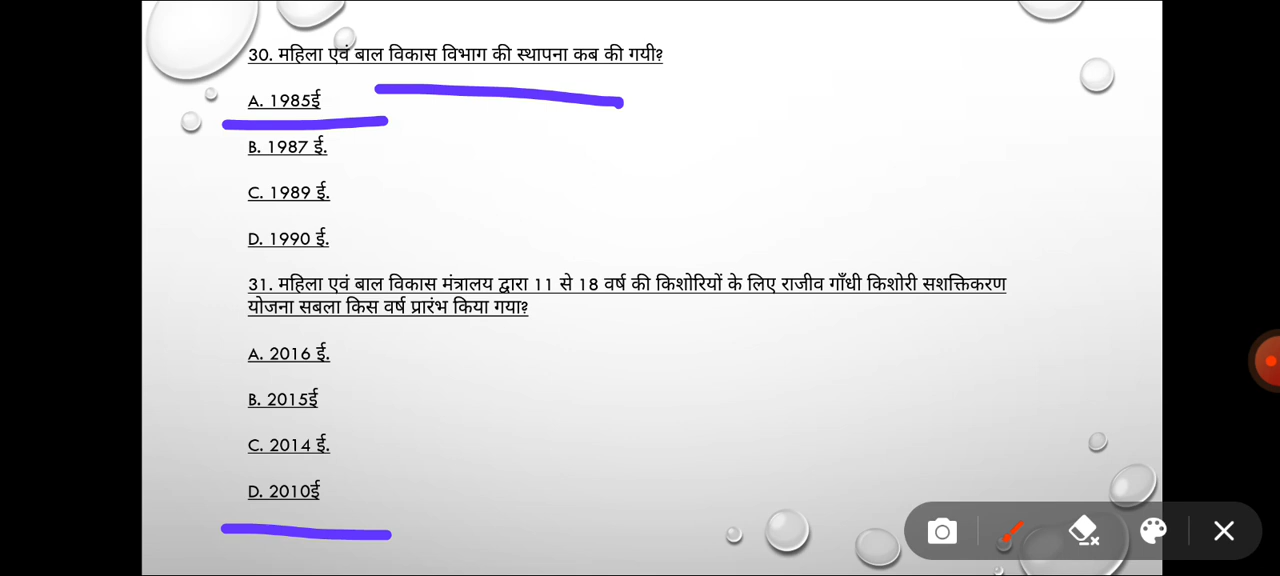 30. महिला एवं बाल विकास विभाग की स्थापना कब की गयी?
A. 1985ई
B. 1987 ई.
C. 1989 ई.
D. 1990 ई.
31. महिला एवं बाल विकास मंत्रालय द्वारा 11 से 18 वर्ष की किशोरियों के लिए राजीव गाँधी किशोरी सशक्तिकरण
योजना सबला किस वर्ष प्रारंभ किया गया?
A. 2016 ई.
B. 2015ई
C. 2014 ई.
D. 2010ई